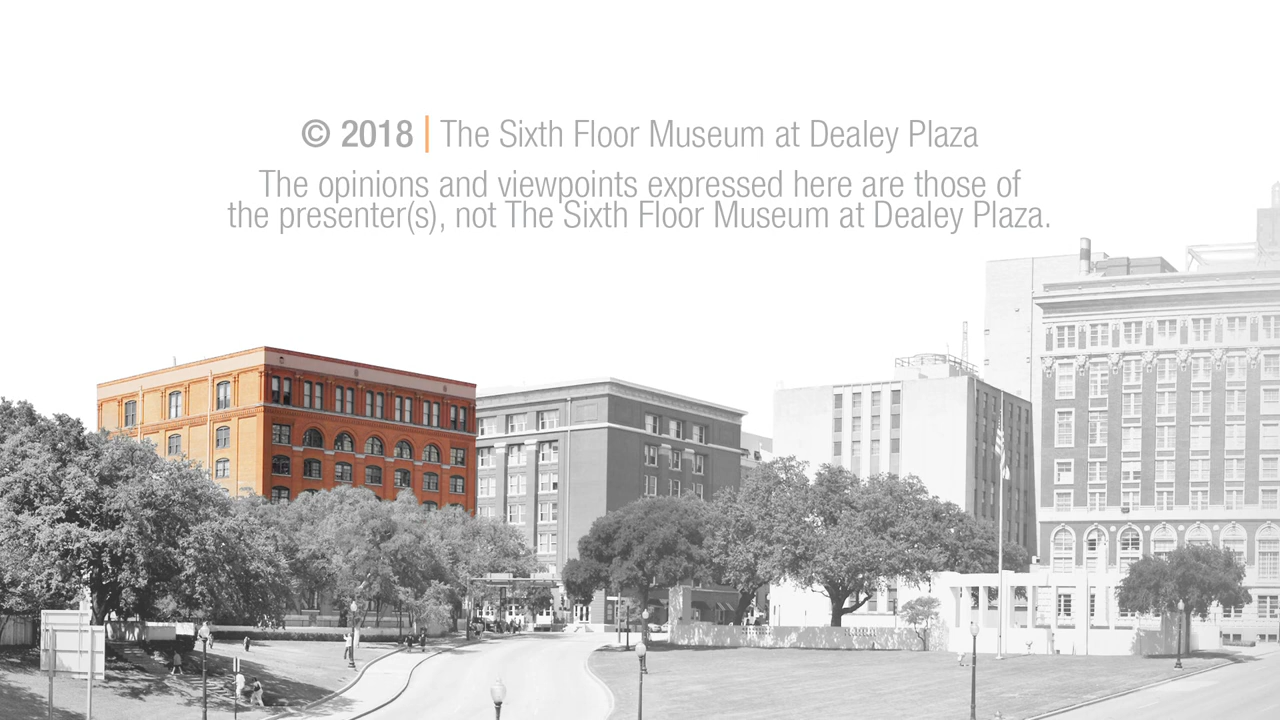 © 2018 | The Sixth Floor Museum at Dealey Plaza
The opinions and viewpoints expressed here are those of
the presenter(s), not The Sixth Floor Museum at Dealey Plaza.